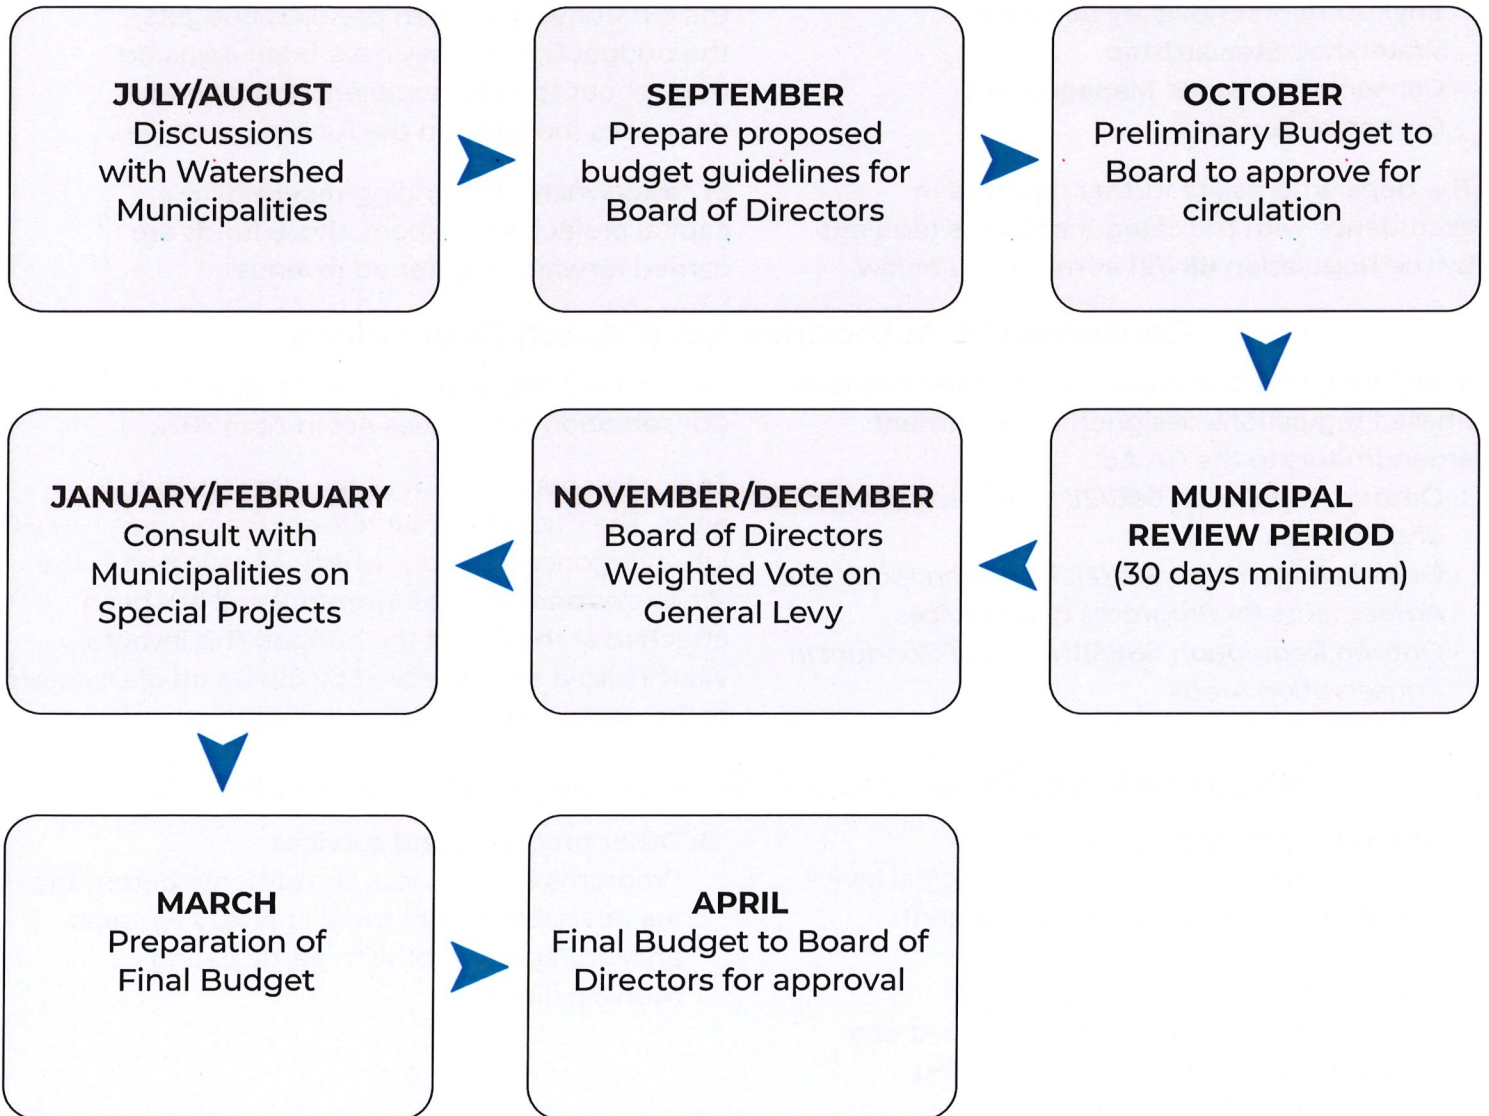 JULY/AUGUST
Discussions
with Watershed
Municipalities
SEPTEMBER
Prepare proposed
budget guidelines for
Board of Directors
OCTOBER
Preliminary Budget to
Board to approve for
circulation
MUNICIPAL
REVIEW PERIOD
(30 days mininum)
NOVEMBER/DECEMBER
Board of Directors
Weighted Vote on
General Levy
JANUARY/FEBRUARY
Consult with
Municipalities on
Special Projects
MARCH
Preparation of
Final Budget
APRIL
Final Budget to Board of
Directors for approval